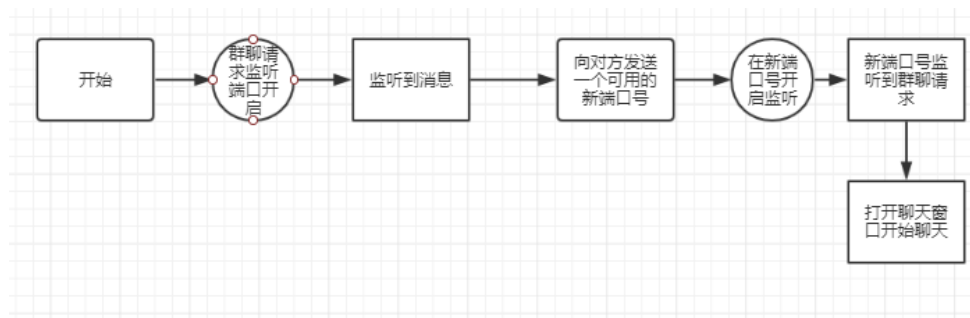 开始
群聊请
求监听
端口开
启
监听到消息
向对方发送
一个可用的
新端口号
在新端
口号开
启监听
新端口号监
听到群聊请
求
打开聊天窗
口开始聊天